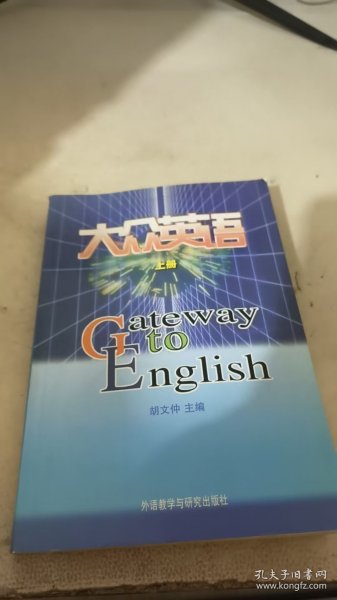 大众英语
上册
Gateway
to
English
胡文仲 主编
外语教学与研究出版社
孔夫子旧书网
www.kongfz.com